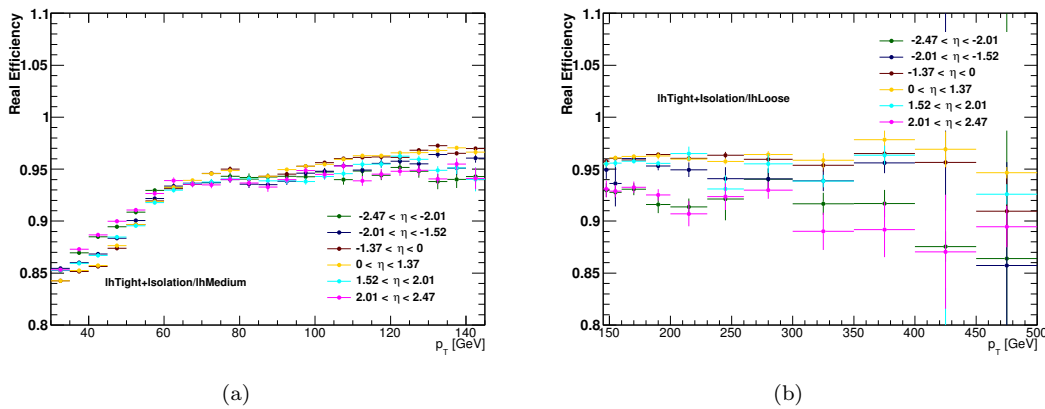 Real Efficiency
1.1
1.05
1
0.95
0.9
0.85
0.8
-2.47 < η < -2.01
-2.01 < η < -1.52
-1.37 < η < 0
0 < η < 1.37
1.52 < η < 2.01
2.01 < η < 2.47
lhTight+Isolation/lhMedium
40 60 80 100 120 140
p_T [GeV]
(a)
Real Efficiency
1.1
1.05
1
0.95
0.9
0.85
0.8
-2.47 < η < -2.01
-2.01 < η < -1.52
-1.37 < η < 0
0 < η < 1.37
1.52 < η < 2.01
2.01 < η < 2.47
lhTight+Isolation/lhLoose
150 200 250 300 350 400 450 500
p_T [GeV]
(b)